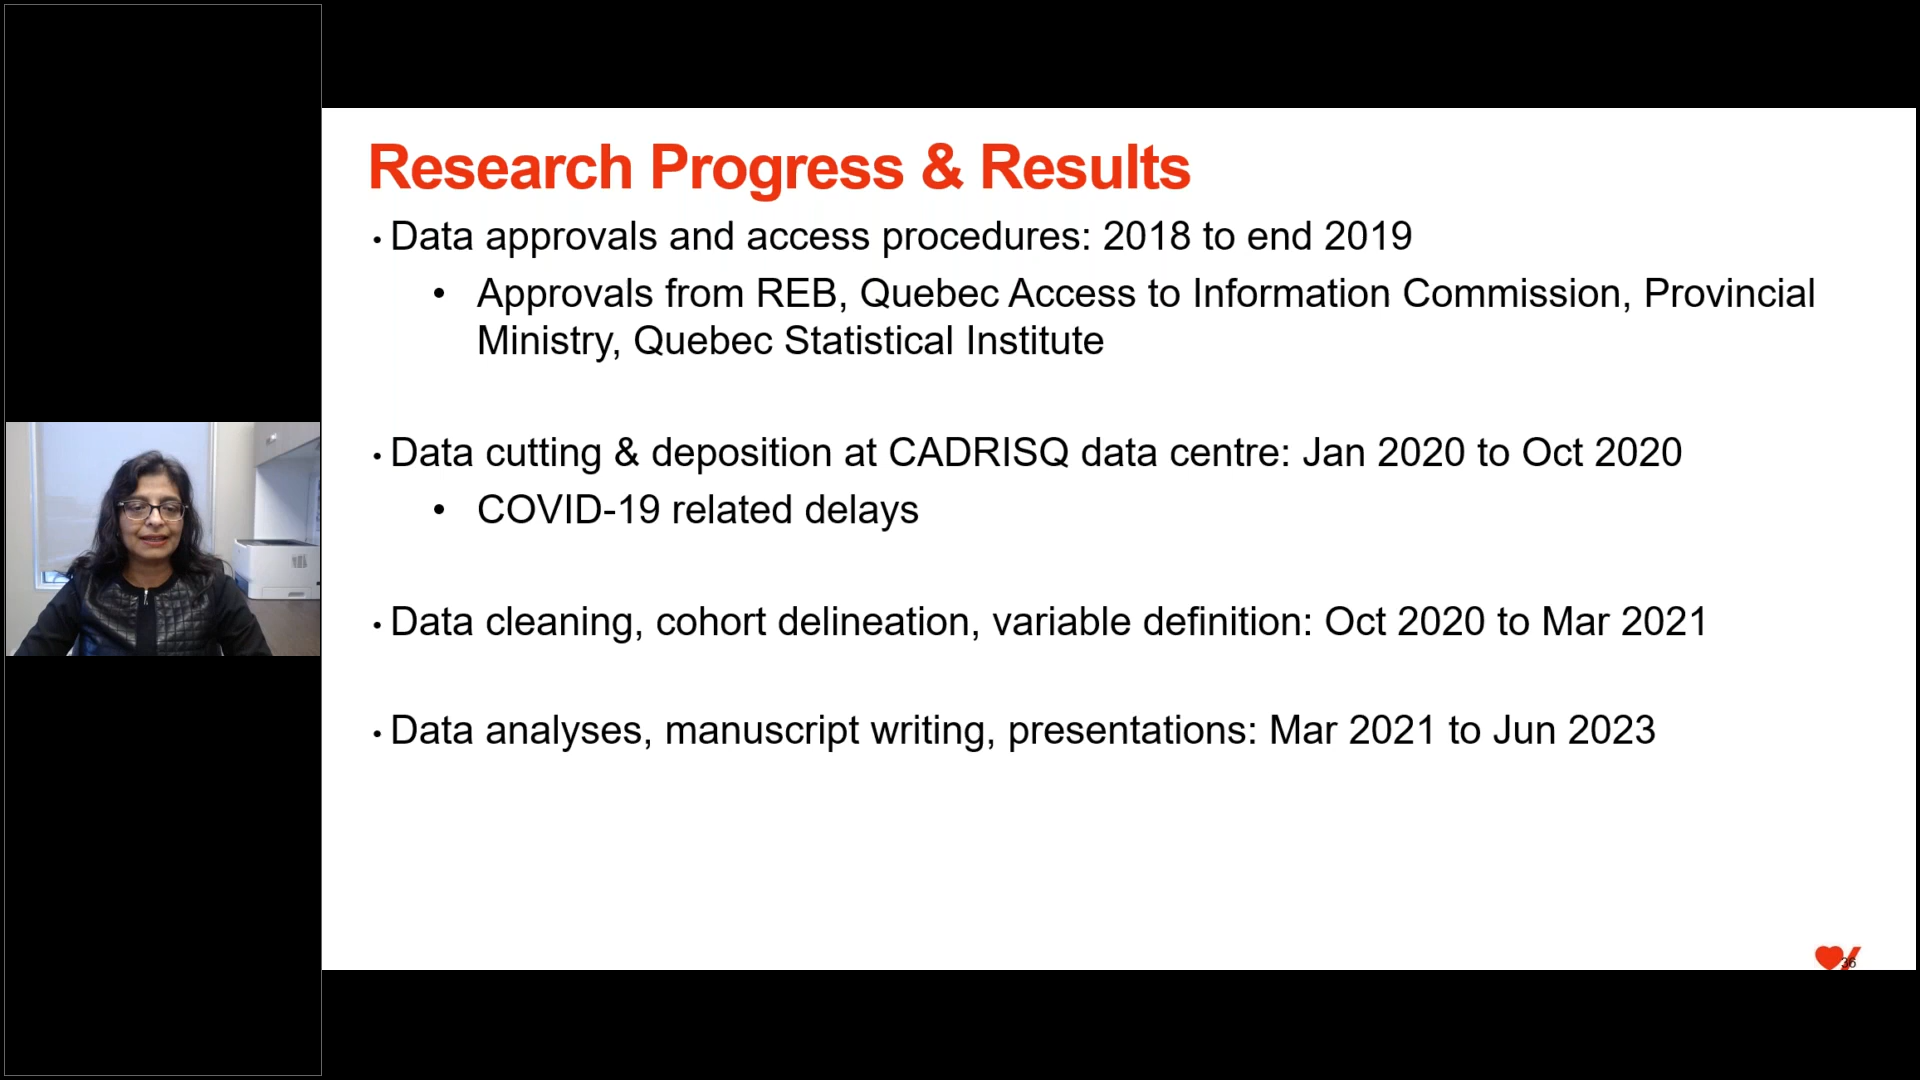 Research Progress & Results
• Data approvals and access procedures: 2018 to end 2019
• Approvals from REB, Quebec Access to Information Commission, Provincial
Ministry, Quebec Statistical Institute
• Data cutting & deposition at CADRISQ data centre: Jan 2020 to Oct 2020
• COVID-19 related delays
• Data cleaning, cohort delineation, variable definition: Oct 2020 to Mar 2021
• Data analyses, manuscript writing, presentations: Mar 2021 to Jun 2023
36